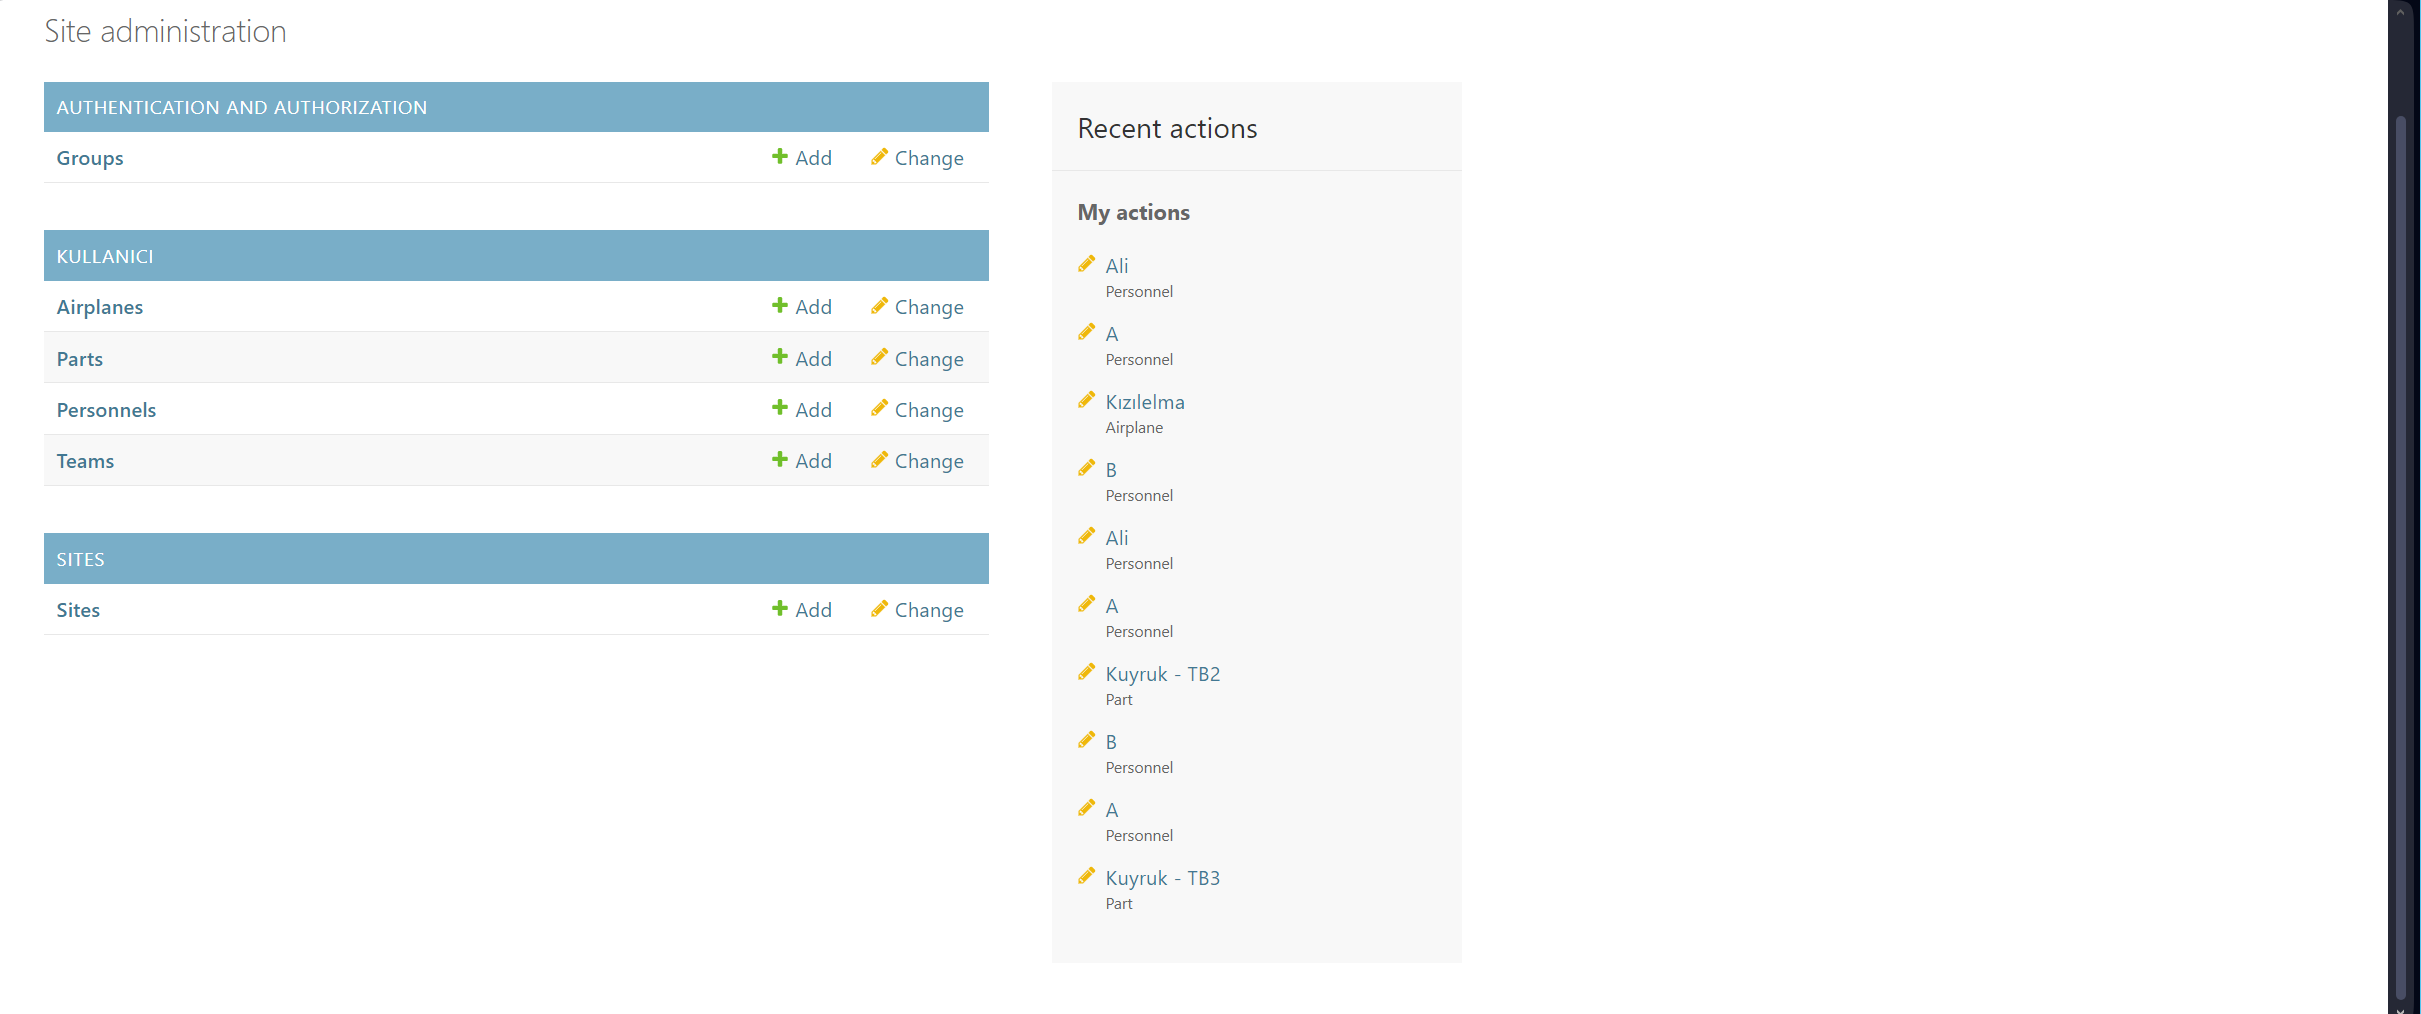 Site administration
AUTHENTICATION AND AUTHORIZATION
Groups Add Change
KULLANICI
Airplanes Add Change
Parts Add Change
Personnels Add Change
Teams Add Change
SITES
Sites Add Change
Recent actions
My actions
Ali
Personnel
A
Personnel
Kızılelma
Airplane
B
Personnel
Ali
Personnel
A
Personnel
Kuyruk - TB2
Part
B
Personnel
A
Personnel
Kuyruk - TB3
Part